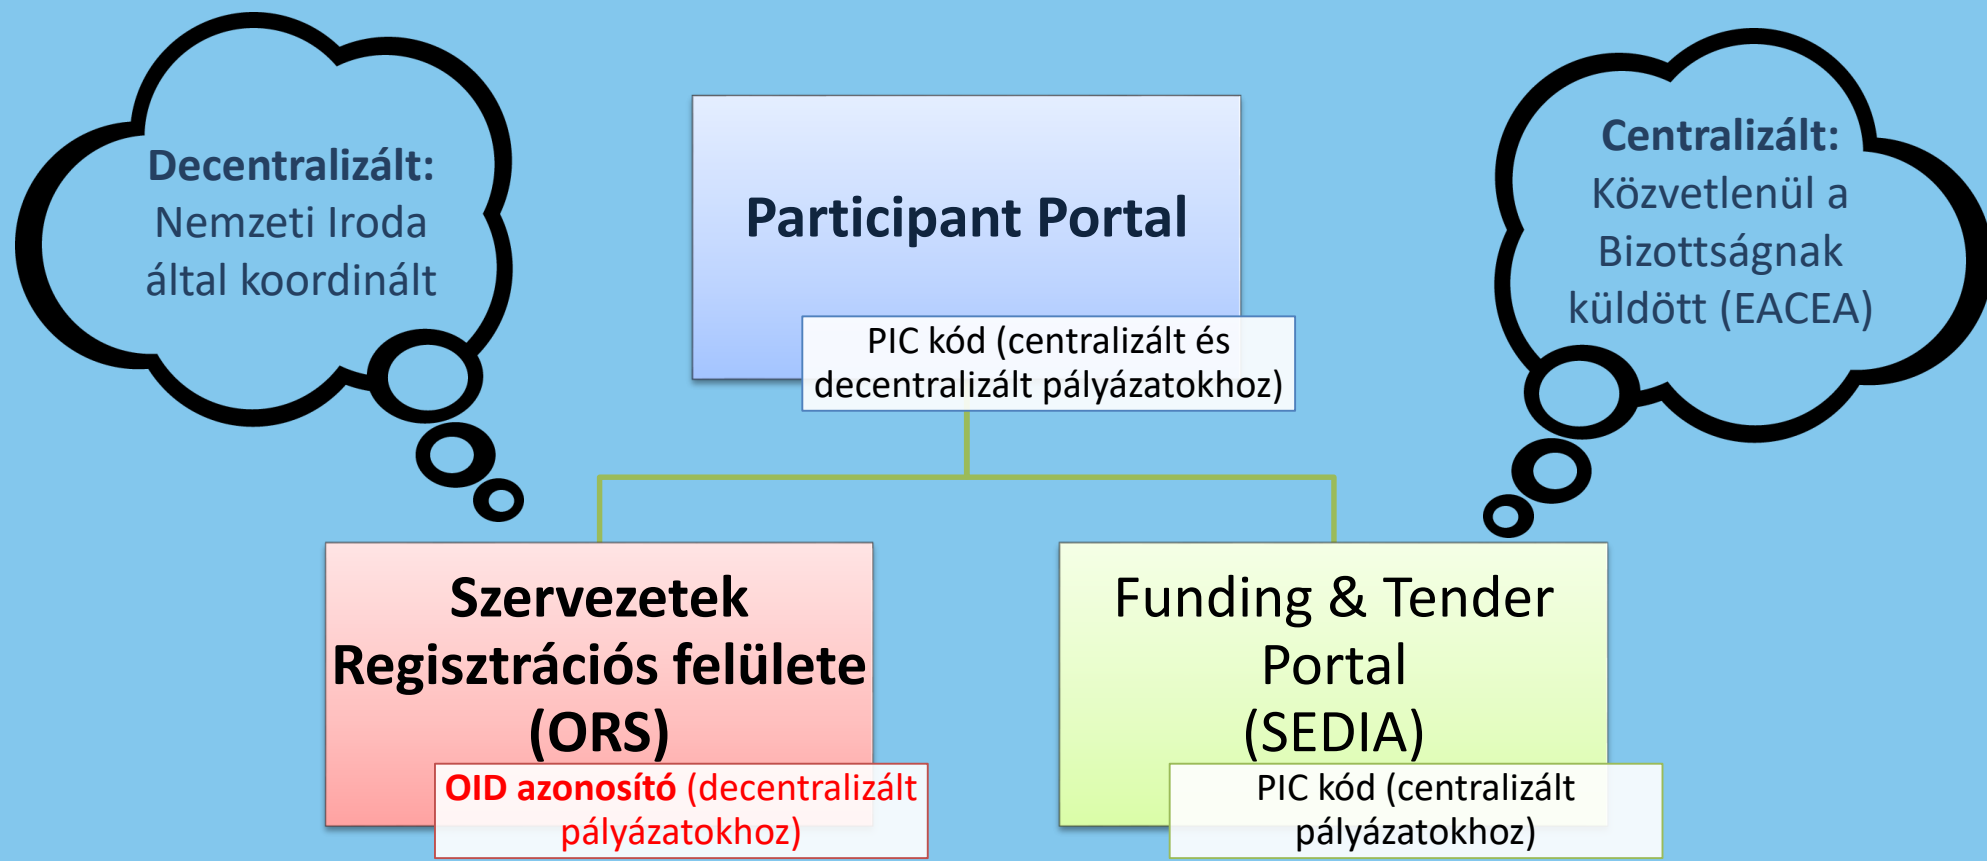 Decentralizált:
Nemzeti Iroda
által koordinált
Participant Portal
PIC kód (centralizált és
decentralizált pályázatokhoz)
Centralizált:
Közvetlenül a
Bizottságnak
küldött (EACEA)
Szervezetek
Regisztrációs felülete
(ORS)
OID azonosító (decentralizált
pályázatokhoz)
Funding & Tender
Portal
(SEDIA)
PIC kód (centralizált
pályázatokhoz)